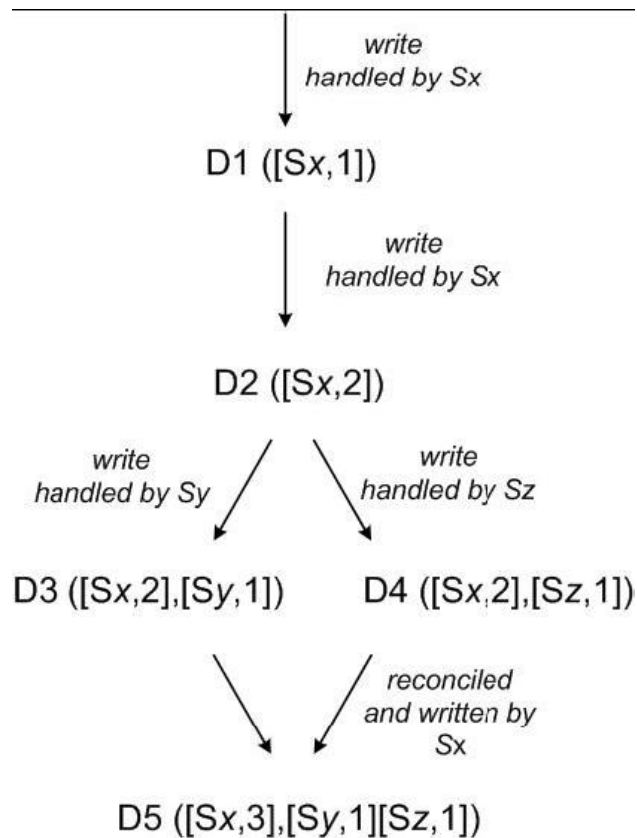 write
handled by Sx
D1 ([Sx,1])
write
handled by Sx
D2 ([Sx,2])
write
handled by Sy
write
handled by Sz
D3 ([Sx,2],[Sy,1])
D4 ([Sx,2],[Sz,1])
reconciled
and written by
Sx
D5 ([Sx,3],[Sy,1][Sz,1])